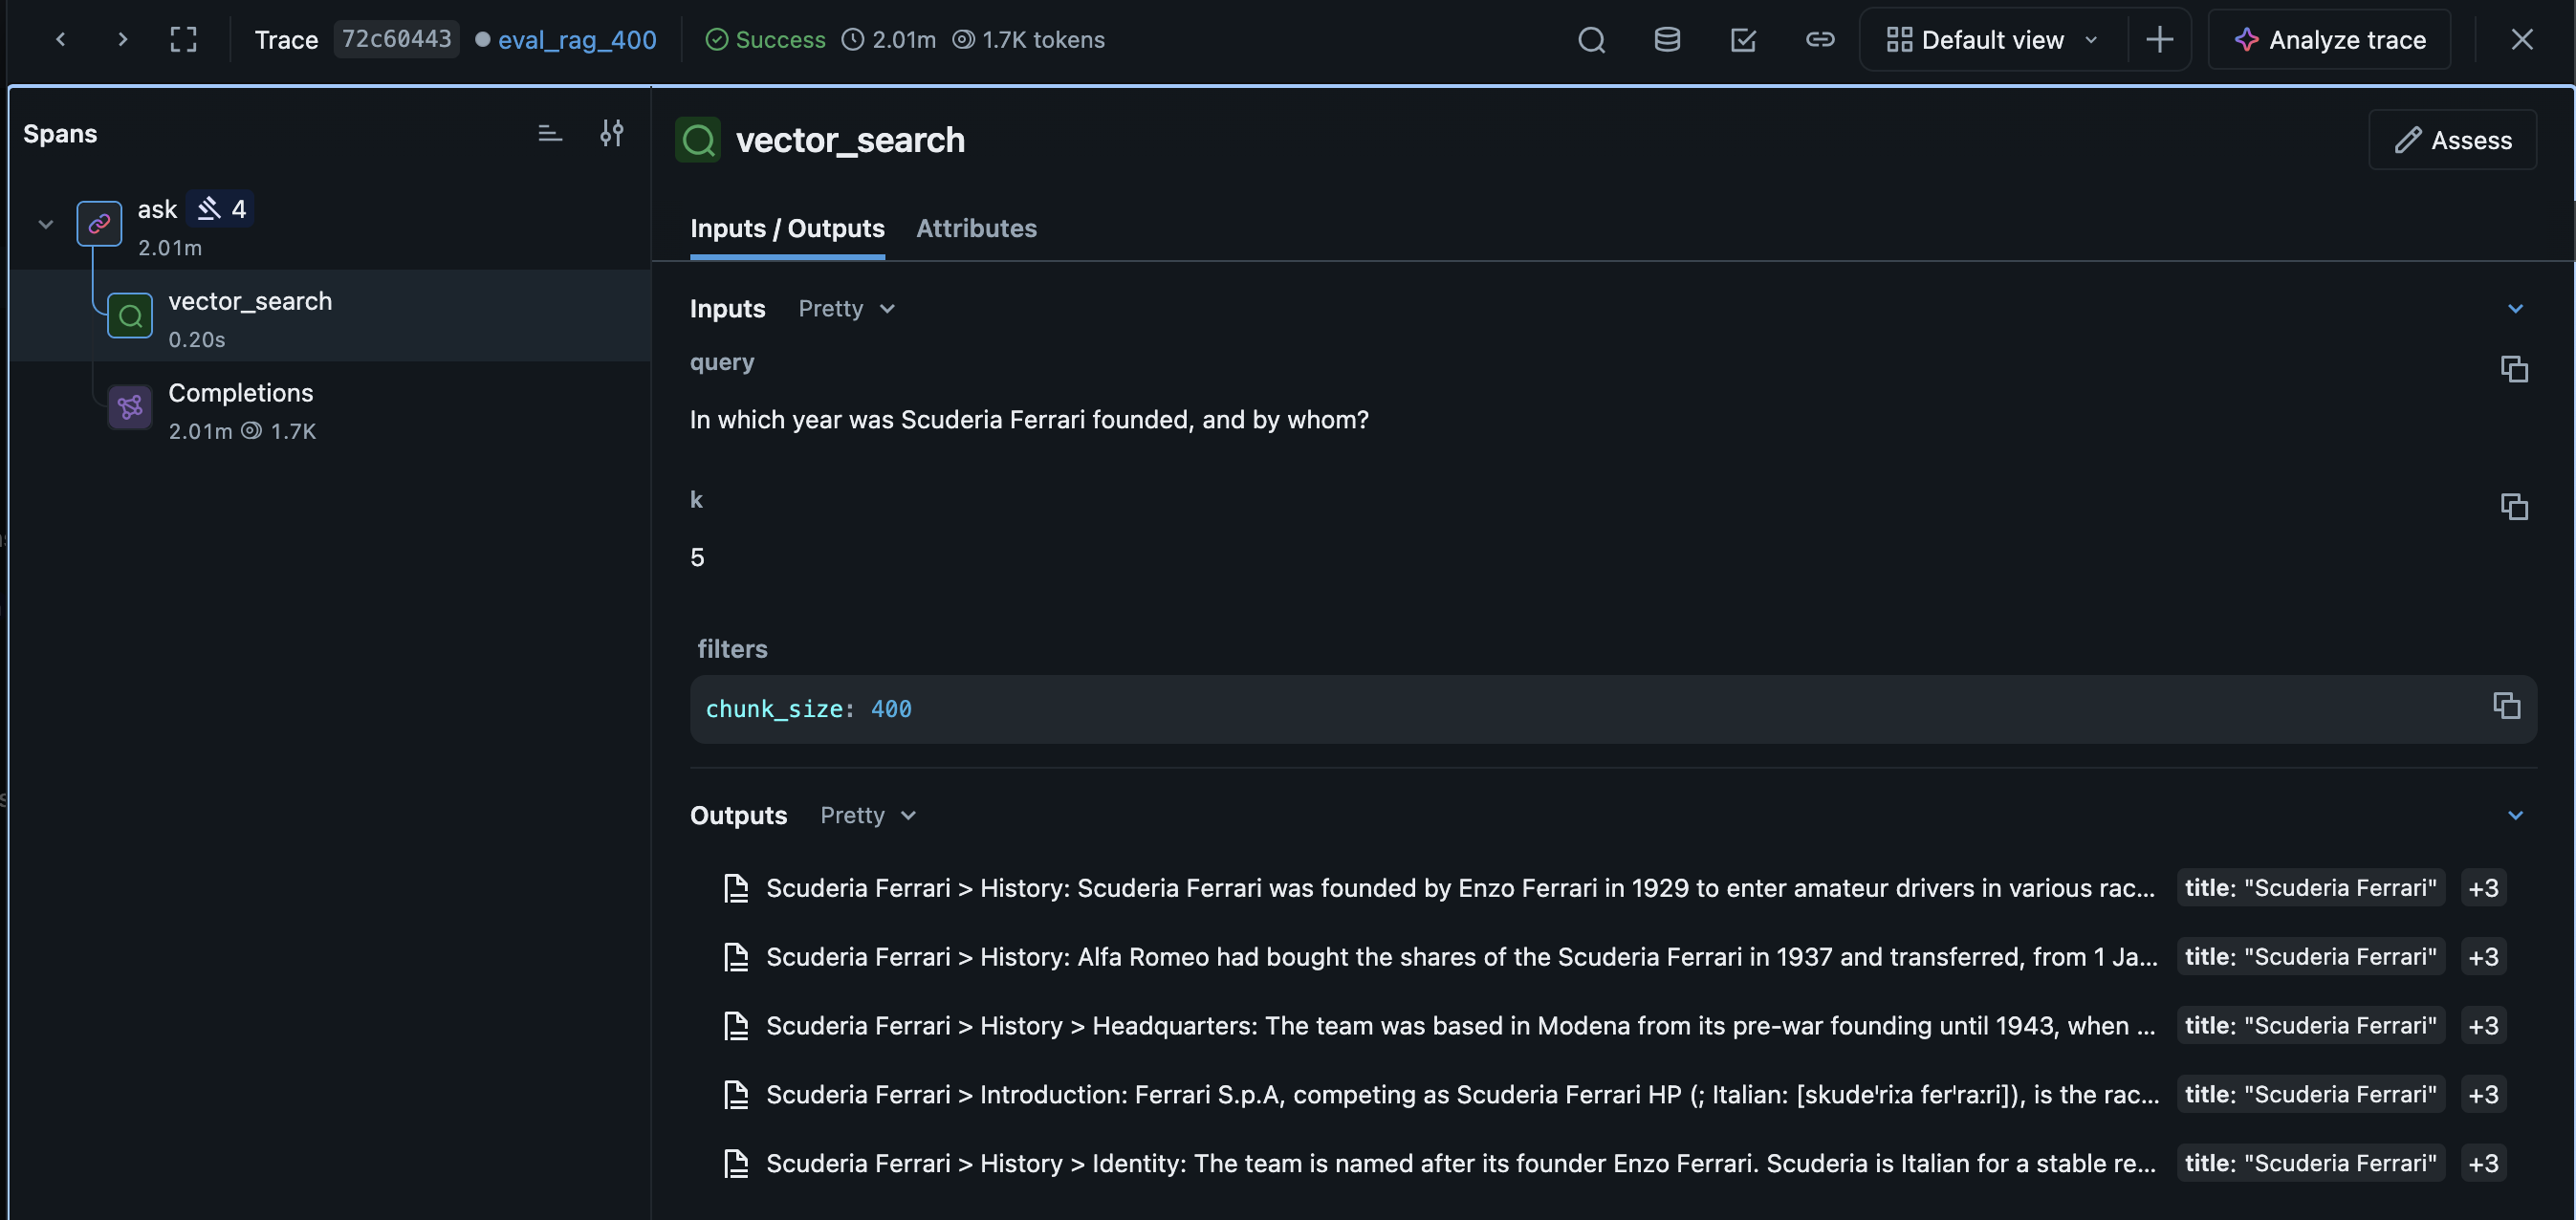 Trace 72c60443 eval_rag_400 Success 2.01m 1.7K tokens Default view Analyze trace
Spans
ask 4
2.01m
vector_search
0.20s
Completions
2.01m 1.7K
vector_search
Assess
Inputs / Outputs Attributes
Inputs Pretty
query
In which year was Scuderia Ferrari founded, and by whom?
k
5
filters
chunk_size: 400
Outputs Pretty
Scuderia Ferrari > History: Scuderia Ferrari was founded by Enzo Ferrari in 1929 to enter amateur drivers in various rac... title: "Scuderia Ferrari" +3
Scuderia Ferrari > History: Alfa Romeo had bought the shares of the Scuderia Ferrari in 1937 and transferred, from 1 Ja... title: "Scuderia Ferrari" +3
Scuderia Ferrari > History > Headquarters: The team was based in Modena from its pre-war founding until 1943, when ... title: "Scuderia Ferrari" +3
Scuderia Ferrari > Introduction: Ferrari S.p.A, competing as Scuderia Ferrari HP (; Italian: [skudeˈriːa ferˈraːri]), is the rac... title: "Scuderia Ferrari" +3
Scuderia Ferrari > History > Identity: The team is named after its founder Enzo Ferrari. Scuderia is Italian for a stable re... title: "Scuderia Ferrari" +3